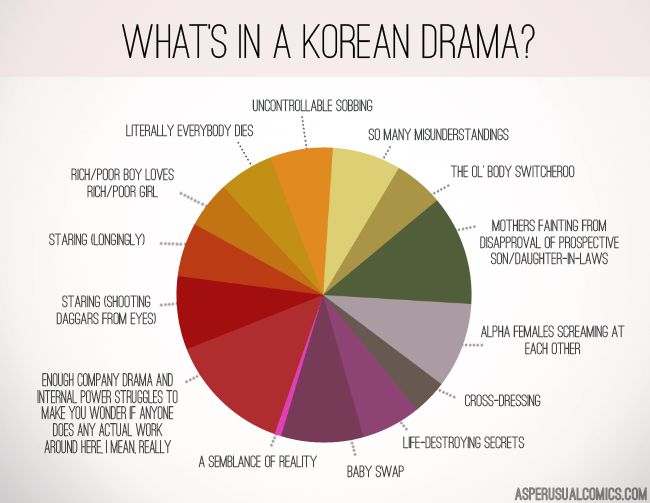 WHAT'S IN A KOREAN DRAMA?
UNCONTROLLABLE SOBBING
LITERALLY EVERYBODY DIES
SO MANY MISUNDERSTANDINGS
RICH/POOR BOY LOVES
RICH/POOR GIRL
THE OL' BODY SWITCHEROO
STARING (LONGINGLY)
MOTHERS FAINTING FROM
DISAPPROVAL OF PROSPECTIVE
SON/DAUGHTER-IN-LAWS
STARING (SHOOTING
DAGGARS FROM EYES)
ALPHA FEMALES SCREAMING AT
EACH OTHER
ENOUGH COMPANY DRAMA AND
INTERNAL POWER STRUGGLES TO
MAKE YOU WONDER IF ANYONE
DOES ANY ACTUAL WORK
AROUND HERE, I MEAN, REALLY
CROSS-DRESSING
LIFE-DESTROYING SECRETS
A SEMBLANCE OF REALITY
BABY SWAP
ASPERUSUALCOMICS.COM